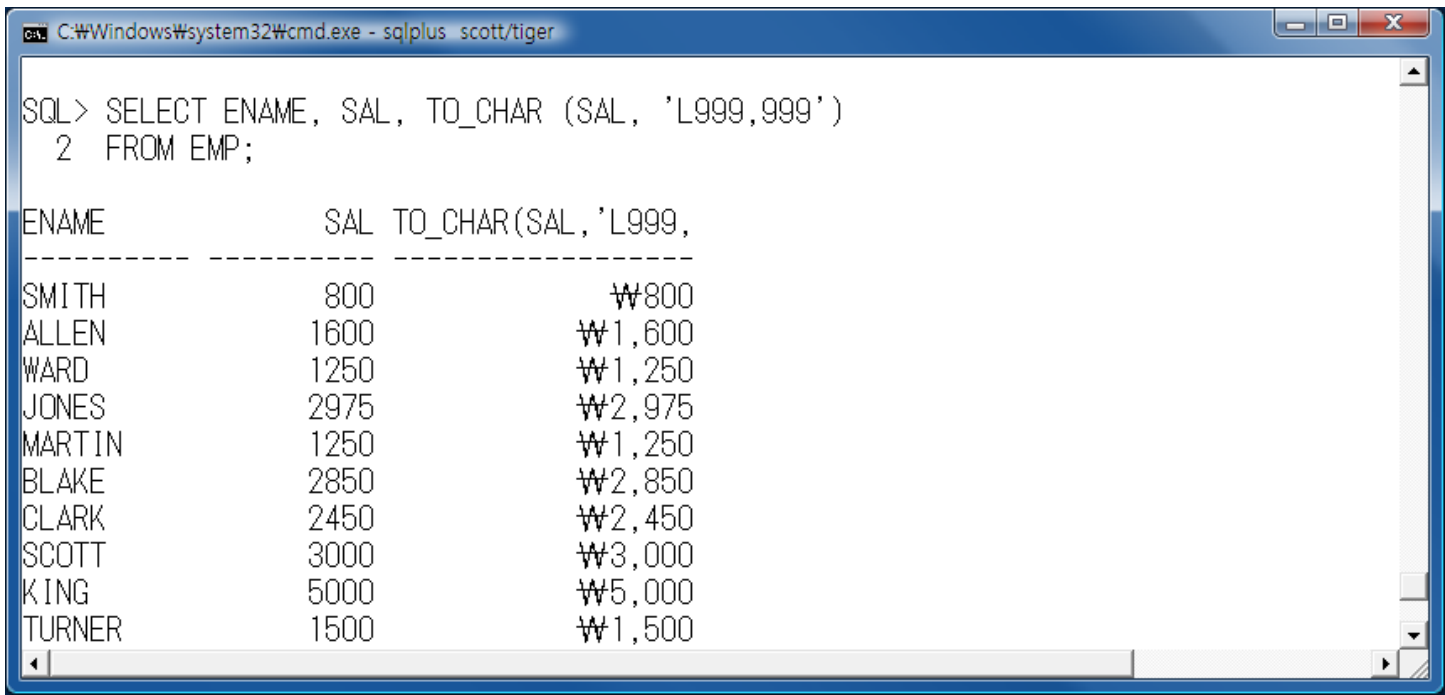 C:₩Windows₩system32₩cmd.exe - sqlplus  scott/tiger
SQL> SELECT ENAME, SAL, TO_CHAR (SAL, 'L999,999')
  2  FROM EMP;
ENAME             SAL TO_CHAR(SAL,'L999,
---------- ---------- ------------------
SMITH             800              ₩800
ALLEN            1600            ₩1,600
WARD             1250            ₩1,250
JONES            2975            ₩2,975
MARTIN           1250            ₩1,250
BLAKE            2850            ₩2,850
CLARK            2450            ₩2,450
SCOTT            3000            ₩3,000
KING             5000            ₩5,000
TURNER           1500            ₩1,500